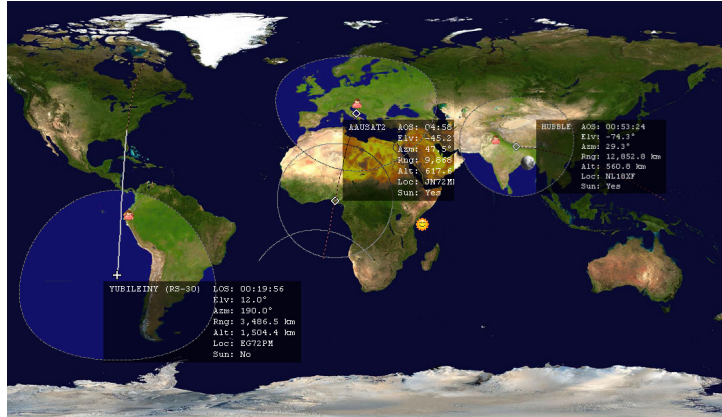 AAUSAT2 AOS: 04:58
Elv: -45.2
Azm: 47.5°
Rng: 9,868
Alt: 617.6
Loc: JN72MI
Sun: Yes
HUBBLE AOS: 00:53:24
Elv: -74.3°
Azm: 29.3°
Rng: 12,852.8 km
Alt: 560.8 km
Loc: NL18XF
Sun: Yes
YUBILEINY (RS-30) LOS: 00:19:56
Elv: 12.0°
Azm: 190.0°
Rng: 3,486.5 km
Alt: 1,504.4 km
Loc: EG72PM
Sun: No